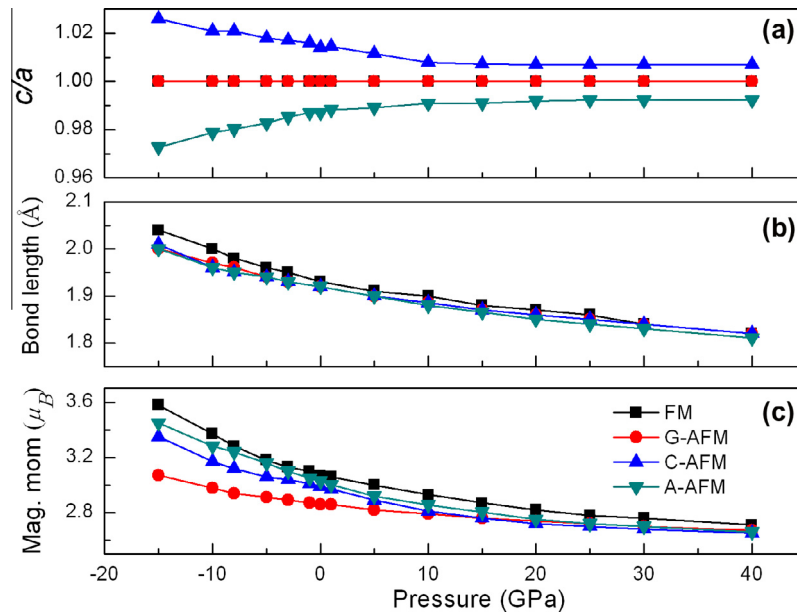 (a)
c/a
1.02
1.00
0.98
0.96
(b)
Bond length (Å)
2.1
2.0
1.9
1.8
(c)
Mag. mom (μB)
3.6
3.2
2.8
FM
G-AFM
C-AFM
A-AFM
-20 -10 0 10 20 30 40
Pressure (GPa)